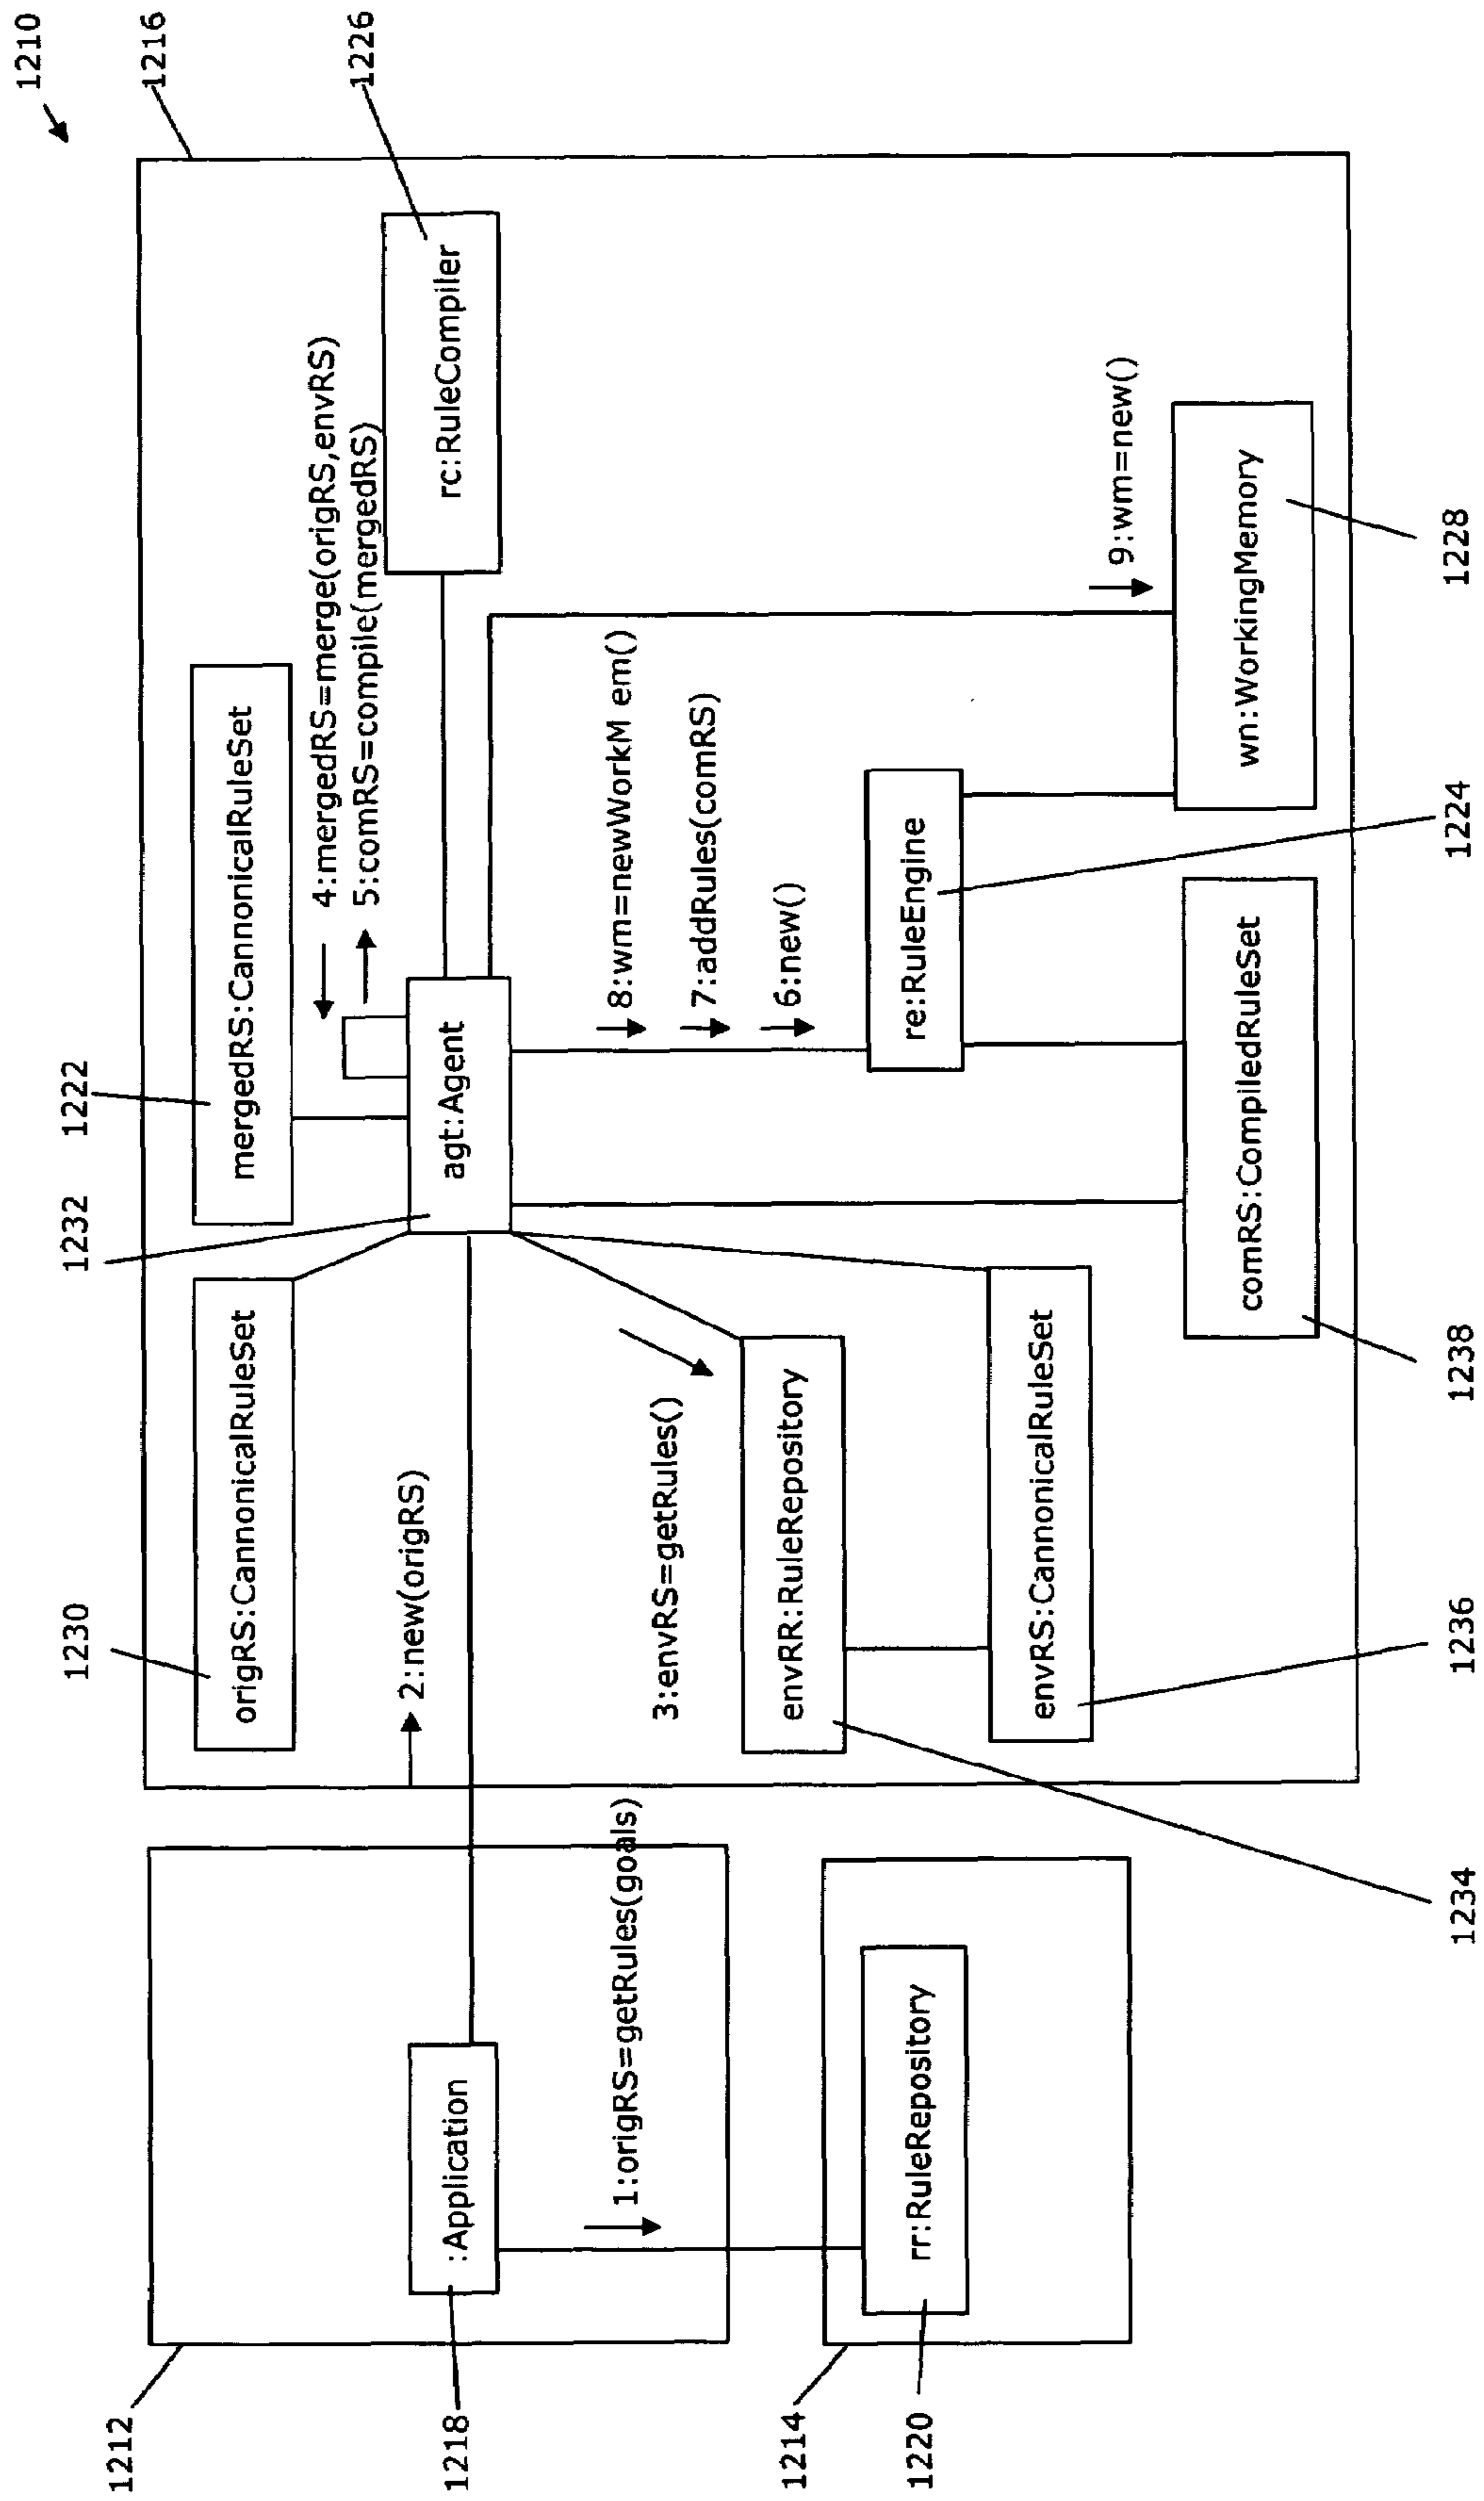 1210
1216
1226
1222
1232
1230
mergedRS:CannonicalRuleSet
origRS:CannonicalRuleSet
4:mergedRS=merge(origRS,envRS)
5:comRS=compile(mergedRS)
rc:RuleCompiler
2:new(origRS)
agt:Agent
1212
:Application
1218
1:origRS=getRules(goals)
3:envRS=getRules()
8:wm=newWorkM em()
7:addRules(comRS)
6:new()
envRR:RuleRepository
re:RuleEngine
9:wm=new()
1214
rr:RuleRepository
1220
envRS:CannonicalRuleSet
comRS:CompiledRuleSet
wn:WorkingMemory
1234
1236
1238
1224
1228